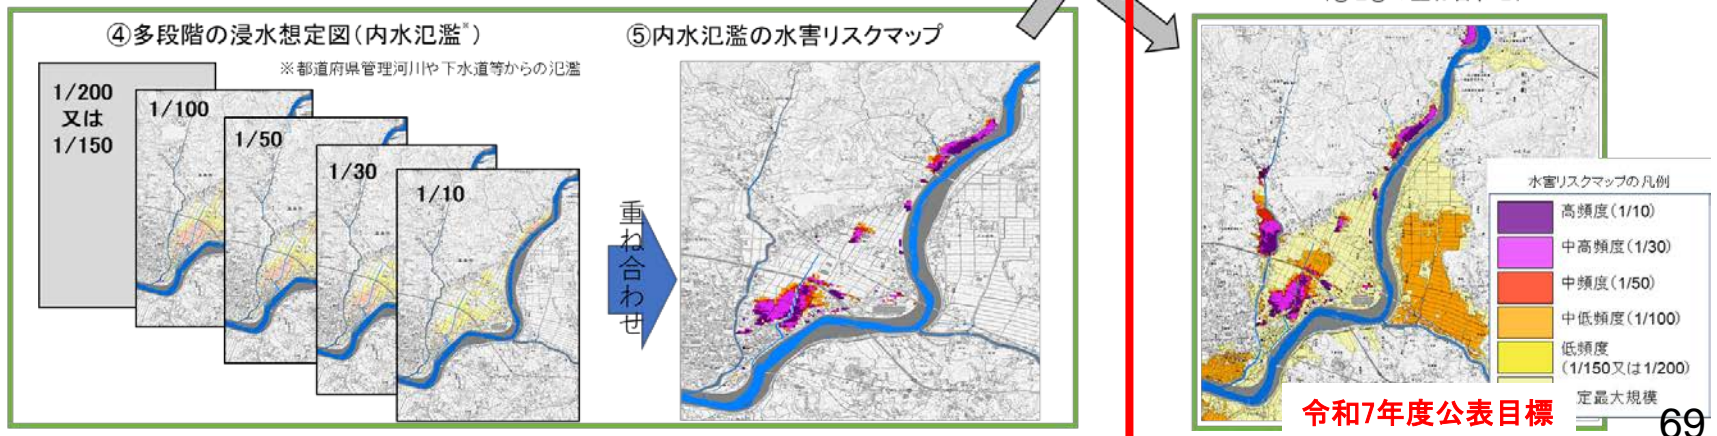 ④多段階の浸水想定図(内水氾濫※)
※都道府県管理河川や下水道等からの氾濫
1/200
又は
1/150
1/100
1/50
1/30
1/10
重ね合わせ
⑤内水氾濫の水害リスクマップ
水害リスクマップの凡例
高頻度(1/10)
中高頻度(1/30)
中頻度(1/50)
中低頻度(1/100)
低頻度
(1/150又は1/200)
定最大規模
令和7年度公表目標
69